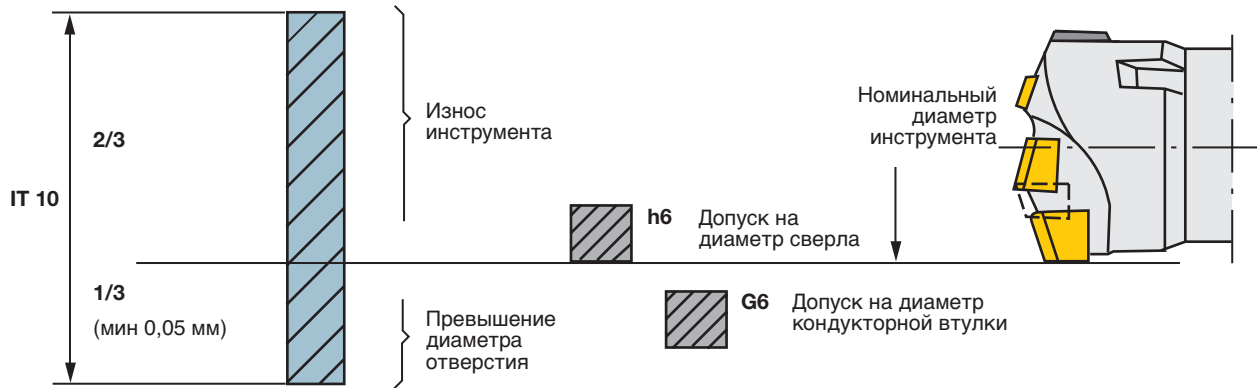 IT 10
2/3
1/3
(мин 0,05 мм)
Износ
инструмента
Превышение
диаметра
отверстия
h6 Допуск на
диаметр сверла
G6 Допуск на диаметр
кондукторной втулки
Номинальный
диаметр
инструмента